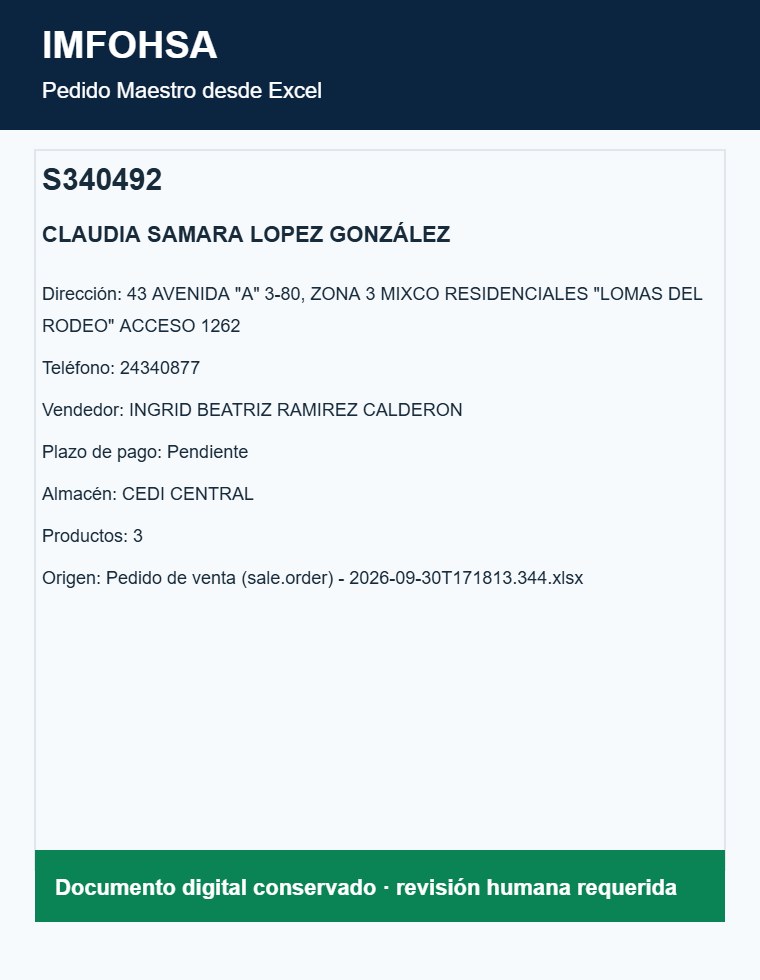 IMFOHSA
Pedido Maestro desde Excel
S340492
CLAUDIA SAMARA LOPEZ GONZÁLEZ
Dirección: 43 AVENIDA "A" 3-80, ZONA 3 MIXCO RESIDENCIALES "LOMAS DEL
RODEO" ACCESO 1262
Teléfono: 24340877
Vendedor: INGRID BEATRIZ RAMIREZ CALDERON
Plazo de pago: Pendiente
Almacén: CEDI CENTRAL
Productos: 3
Origen: Pedido de venta (sale.order) - 2026-09-30T171813.344.xlsx
Documento digital conservado · revisión humana requerida